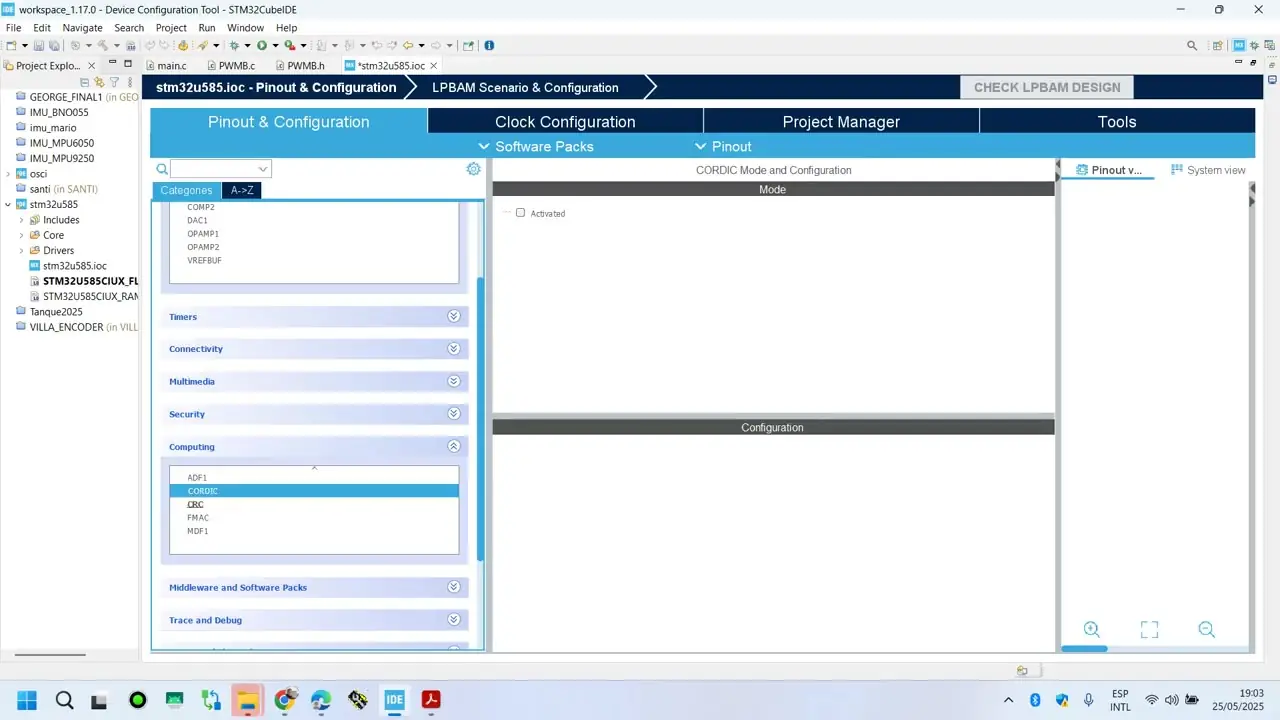 workspace_1.17.0 - Device Configuration Tool - STM32CubeIDE
File Edit Navigate Search Project Run Window Help
Project Explo... main.c PWMB.c PWMB.h *stm32u585.ioc
GEORGE_FINAL1 (in GEO
IMU_BNO055
imu_mario
IMU_MPU6050
IMU_MPU9250
osci
santi (in SANTI)
stm32u585
Includes
Core
Drivers
stm32u585.ioc
STM32U585CIUX_FL
STM32U585CIUX_RAM
Tanque2025
VILLA_ENCODER (in VILL
stm32u585.ioc - Pinout & Configuration LPBAM Scenario & Configuration CHECK LPBAM DESIGN
Pinout & Configuration Clock Configuration Project Manager Tools
Software Packs Pinout
Categories A->Z
COMP2
DAC1
OPAMP1
OPAMP2
VREFBUF
Timers
Connectivity
Multimedia
Security
Computing
ADF1
CORDIC
CRC
FMAC
MDF1
Middleware and Software Packs
Trace and Debug
CORDIC Mode and Configuration
Mode
Activated
Configuration
Pinout v... System view
IDE
ESP
INTL
19:03
25/05/2025